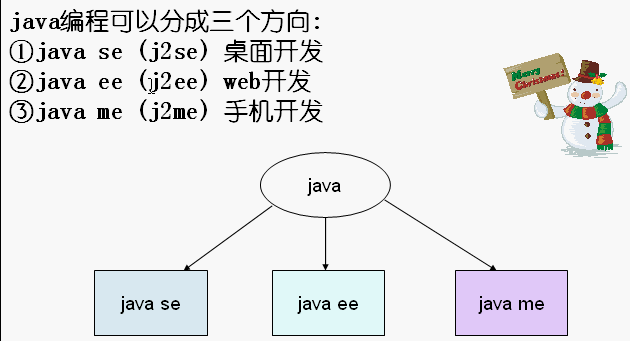 java编程可以分成三个方向:
①java se (j2se) 桌面开发
②java ee (j2ee) web开发
③java me (j2me) 手机开发
Merry
Christmas!
java
java se
java ee
java me